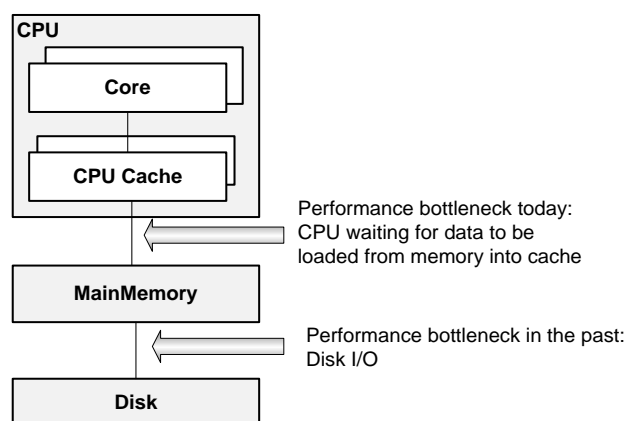 CPU
Core
CPU Cache
Performance bottleneck today:
CPU waiting for data to be
loaded from memory into cache
MainMemory
Performance bottleneck in the past:
Disk I/O
Disk